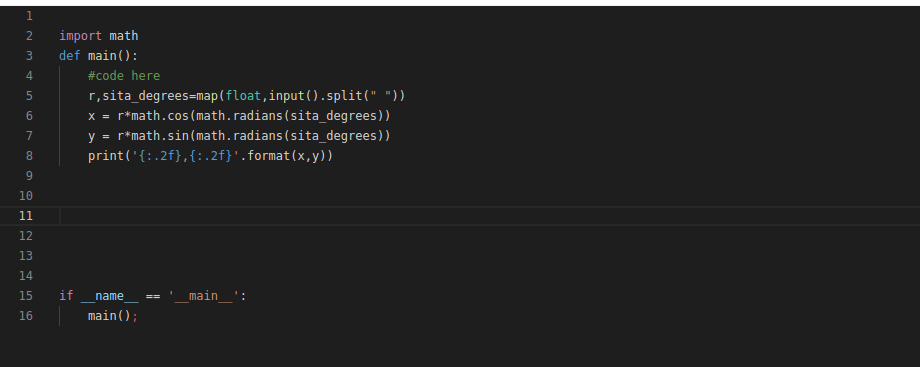 1
2 import math
3 def main():
4 #code here
5 r,sita_degrees=map(float,input().split(" "))
6 x = r*math.cos(math.radians(sita_degrees))
7 y = r*math.sin(math.radians(sita_degrees))
8 print('{:.2f},{:.2f}'.format(x,y))
9
10
11
12
13
14
15 if __name__ == '__main__':
16 main();